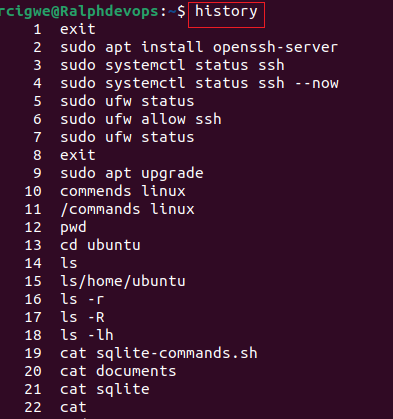 rcigwe@Ralphdevops:~$ history
1 exit
2 sudo apt install openssh-server
3 sudo systemctl status ssh
4 sudo systemctl status ssh --now
5 sudo ufw status
6 sudo ufw allow ssh
7 sudo ufw status
8 exit
9 sudo apt upgrade
10 commends linux
11 /commands linux
12 pwd
13 cd ubuntu
14 ls
15 ls/home/ubuntu
16 ls -r
17 ls -R
18 ls -lh
19 cat sqlite-commands.sh
20 cat documents
21 cat sqlite
22 cat